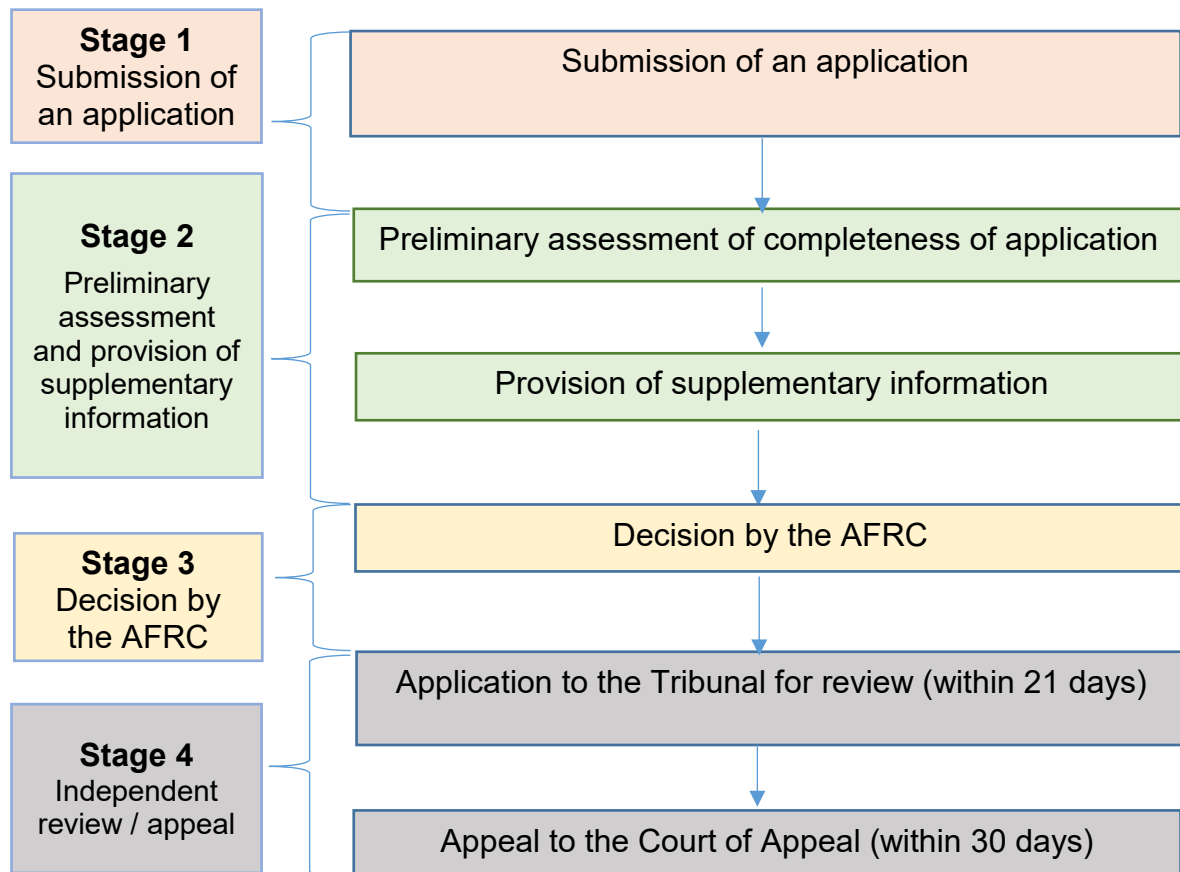 Stage 1
Submission of
an application
Submission of an application
Stage 2
Preliminary
assessment
and provision of
supplementary
information
Preliminary assessment of completeness of application
Provision of supplementary information
Stage 3
Decision by
the AFRC
Decision by the AFRC
Stage 4
Independent
review / appeal
Application to the Tribunal for review (within 21 days)
Appeal to the Court of Appeal (within 30 days)